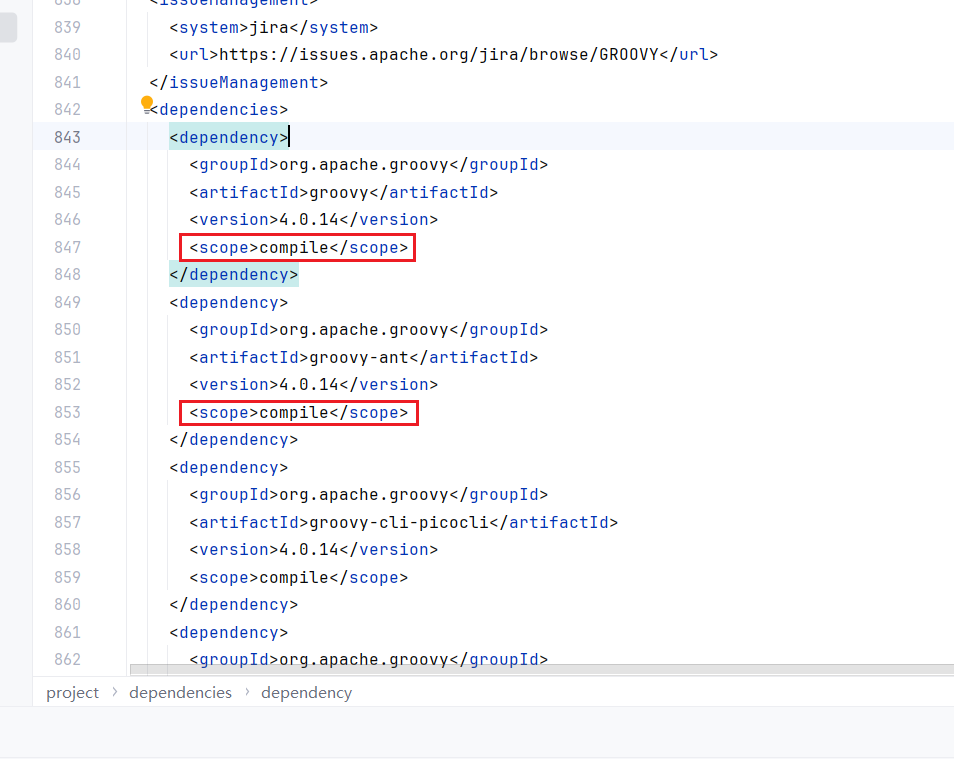 838 <issueManagement>
839 <system>jira</system>
840 <url>https://issues.apache.org/jira/browse/GROOVY</url>
841 </issueManagement>
842 <dependencies>
843 <dependency>
844 <groupId>org.apache.groovy</groupId>
845 <artifactId>groovy</artifactId>
846 <version>4.0.14</version>
847 <scope>compile</scope>
848 </dependency>
849 <dependency>
850 <groupId>org.apache.groovy</groupId>
851 <artifactId>groovy-ant</artifactId>
852 <version>4.0.14</version>
853 <scope>compile</scope>
854 </dependency>
855 <dependency>
856 <groupId>org.apache.groovy</groupId>
857 <artifactId>groovy-cli-picocli</artifactId>
858 <version>4.0.14</version>
859 <scope>compile</scope>
860 </dependency>
861 <dependency>
862 <groupId>org.apache.groovy</groupId>
project › dependencies › dependency